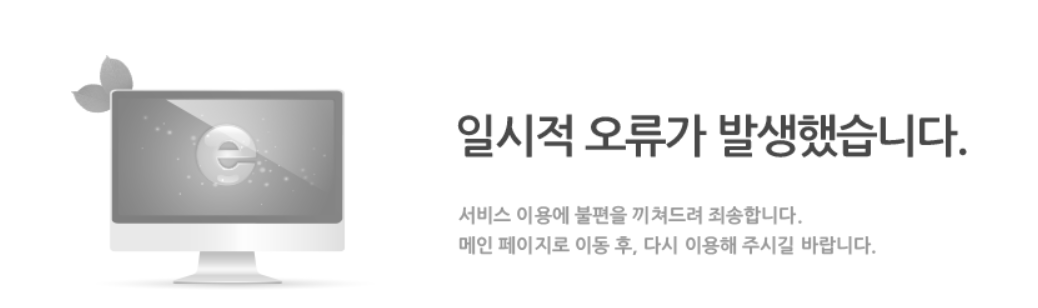 e
일시적 오류가 발생했습니다.
서비스 이용에 불편을 끼쳐드려 죄송합니다.
메인 페이지로 이동 후, 다시 이용해 주시길 바랍니다.